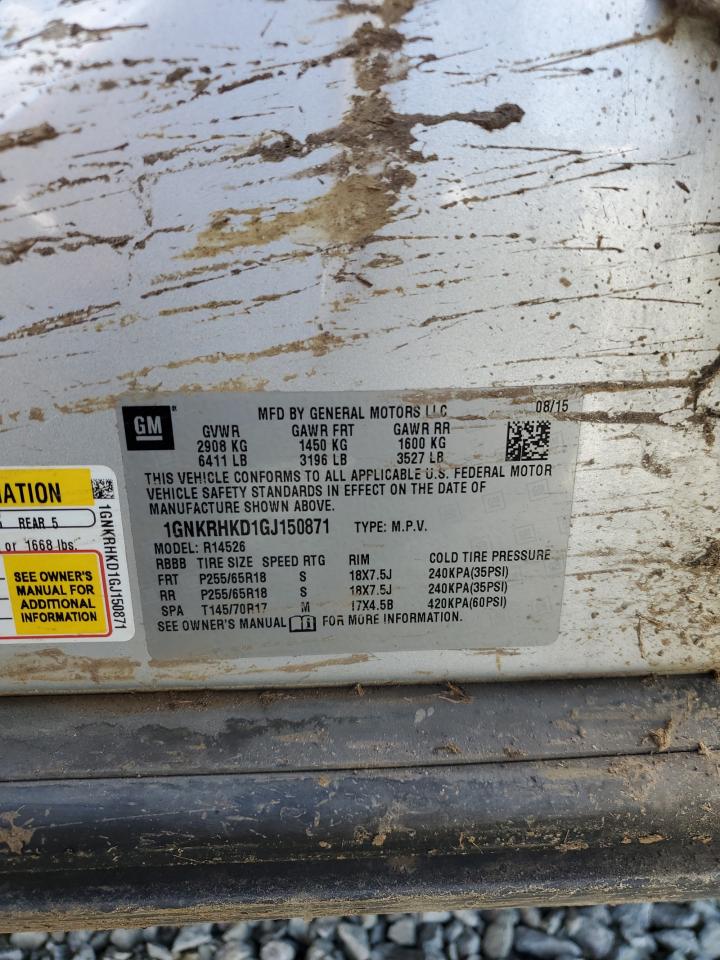 GM
MFD BY GENERAL MOTORS LLC 08/15
GVWR GAWR FRT GAWR RR
2908 KG 1450 KG 1600 KG
6411 LB 3196 LB 3527 LB
THIS VEHICLE CONFORMS TO ALL APPLICABLE U.S. FEDERAL MOTOR
VEHICLE SAFETY STANDARDS IN EFFECT ON THE DATE OF
MANUFACTURE SHOWN ABOVE.
1GNKRHKD1GJ150871 TYPE: M.P.V.
MODEL: R14526
RBBB TIRE SIZE SPEED RTG RIM COLD TIRE PRESSURE
FRT P255/65R18 S 18X7.5J 240KPA(35PSI)
RR P255/65R18 S 18X7.5J 240KPA(35PSI)
SPA T145/70R17 M 17X4.5B 420KPA(60PSI)
SEE OWNER'S MANUAL FOR MORE INFORMATION.
REAR 5
or 1668 lbs.
SEE OWNER'S
MANUAL FOR
ADDITIONAL
INFORMATION
1GNKRHKD1GJ150871